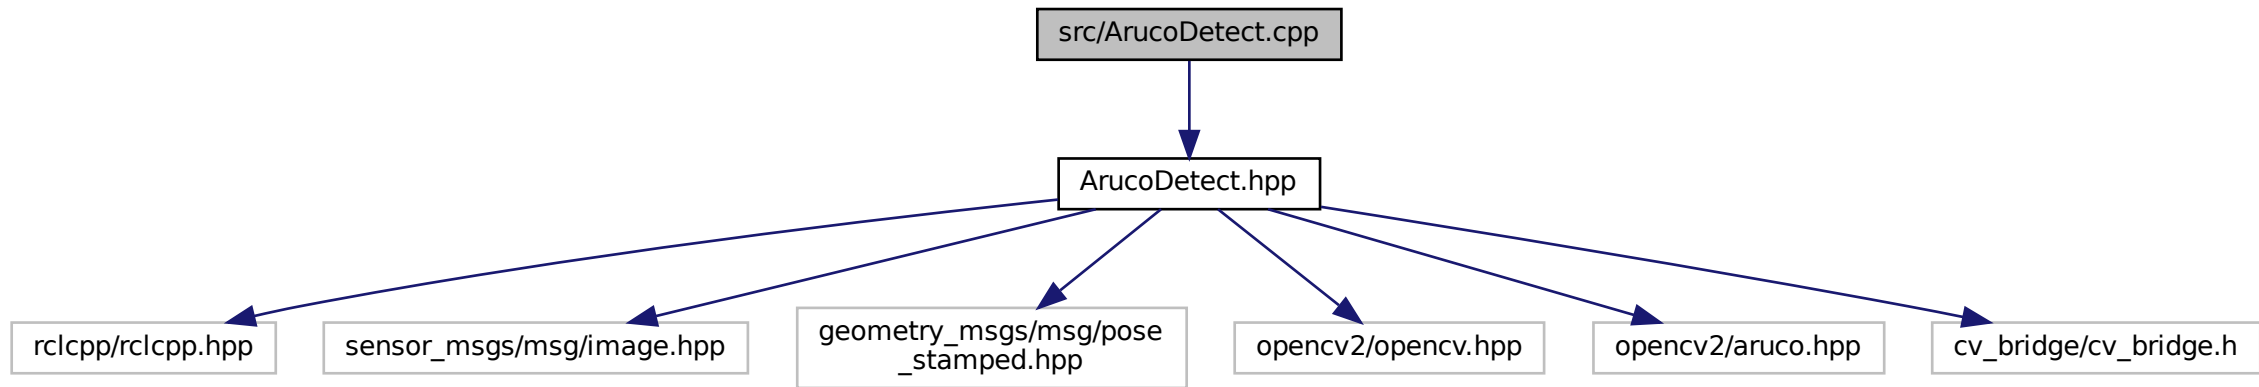 src/ArucoDetect.cpp
ArucoDetect.hpp
rclcpp/rclcpp.hpp
sensor_msgs/msg/image.hpp
geometry_msgs/msg/pose
_stamped.hpp
opencv2/opencv.hpp
opencv2/aruco.hpp
cv_bridge/cv_bridge.h